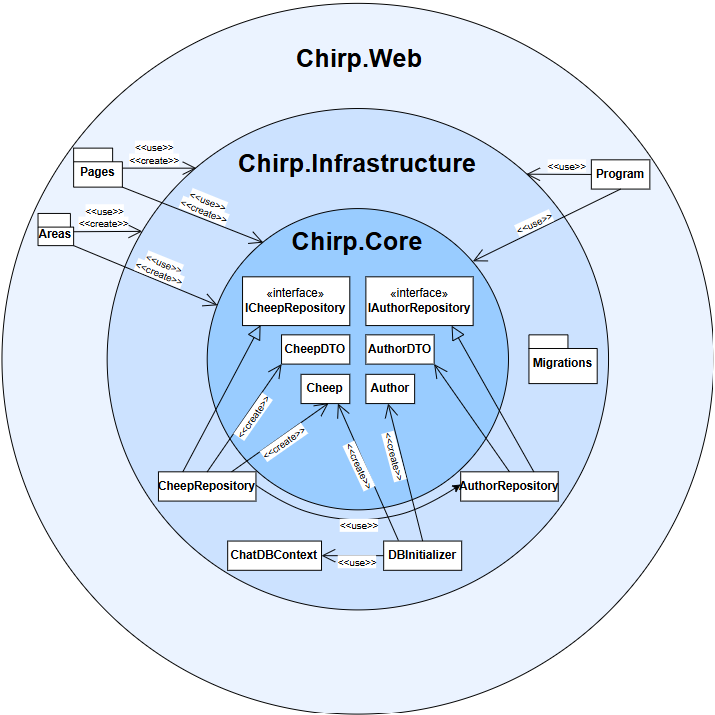 Chirp.Web
<<use>>
<<create>>
Pages
Chirp.Infrastructure
<<use>>
Program
<<use>>
<<create>>
<<use>>
<<create>>
Areas
<<use>>
Chirp.Core
<<use>>
<<create>>
«interface»
ICheepRepository
«interface»
IAuthorRepository
CheepDTO
AuthorDTO
Migrations
Cheep
Author
<<create>>
<<create>>
<<create>>
<<create>>
CheepRepository
AuthorRepository
<<use>>
ChatDBContext
<<use>>
DBInitializer